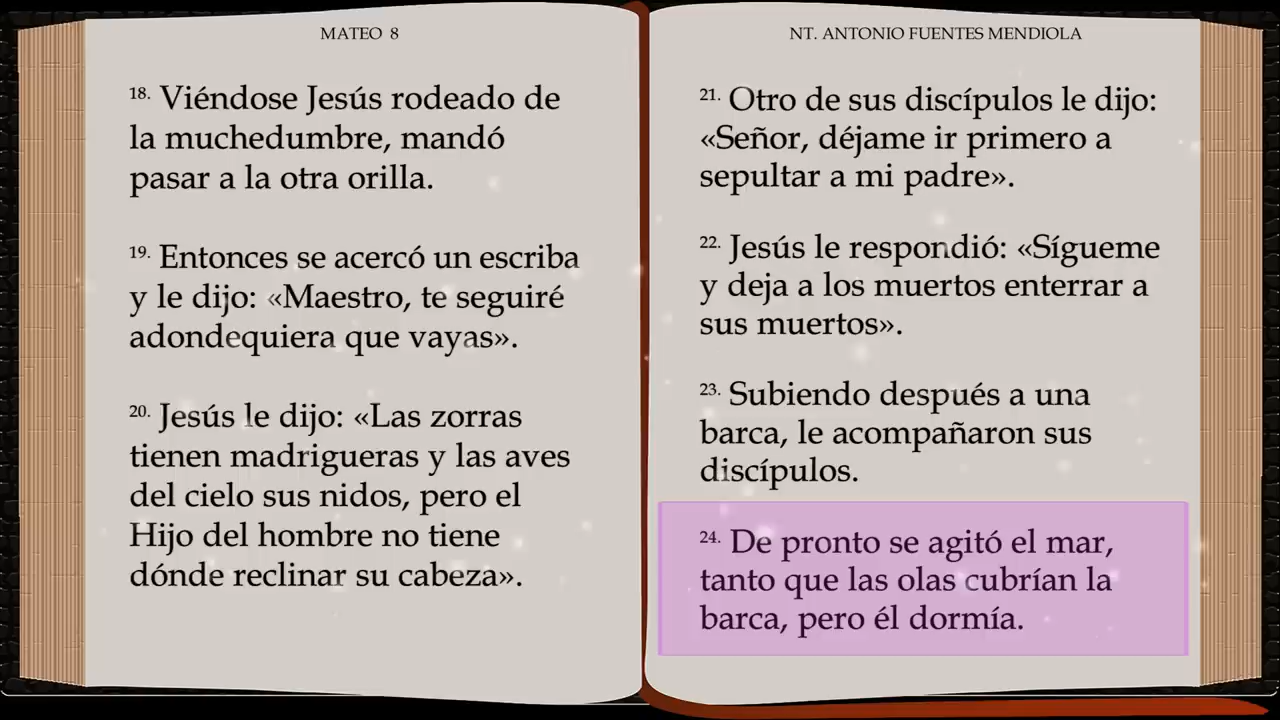 MATEO 8
18. Viéndose Jesús rodeado de
la muchedumbre, mandó
pasar a la otra orilla.
19. Entonces se acercó un escriba
y le dijo: «Maestro, te seguiré
adondequiera que vayas».
20. Jesús le dijo: «Las zorras
tienen madrigueras y las aves
del cielo sus nidos, pero el
Hijo del hombre no tiene
dónde reclinar su cabeza».
NT. ANTONIO FUENTES MENDIOLA
21. Otro de sus discípulos le dijo:
«Señor, déjame ir primero a
sepultar a mi padre».
22. Jesús le respondió: «Sígueme
y deja a los muertos enterrar a
sus muertos».
23. Subiendo después a una
barca, le acompañaron sus
discípulos.
24. De pronto se agitó el mar,
tanto que las olas cubrían la
barca, pero él dormía.